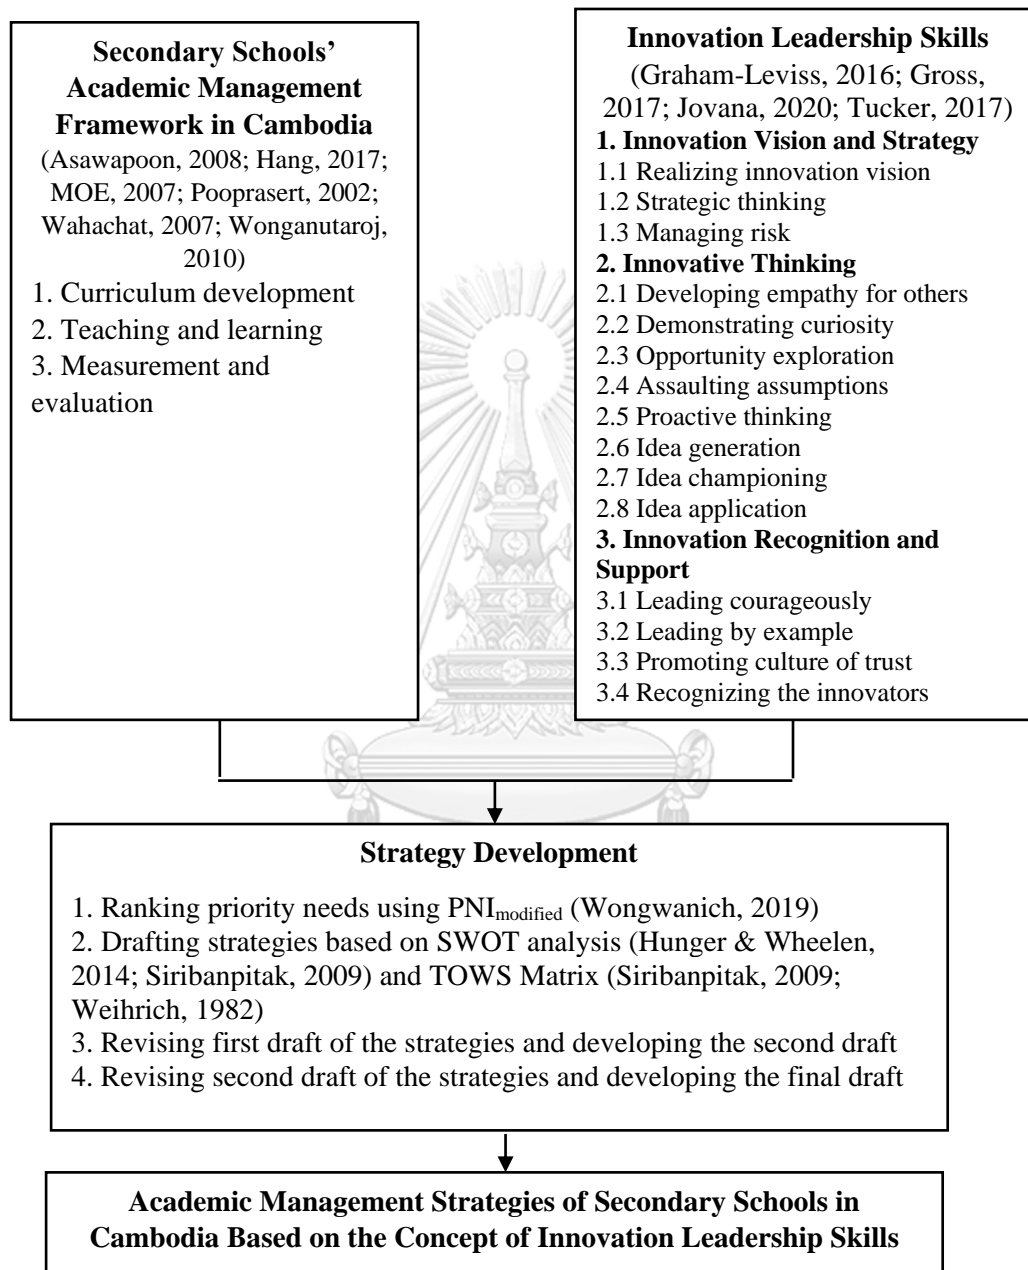 Secondary Schools'
Academic Management
Framework in Cambodia
(Asawapoon, 2008; Hang, 2017;
MOE, 2007; Pooprasert, 2002;
Wahachat, 2007; Wonganutaroj,
2010)
1. Curriculum development
2. Teaching and learning
3. Measurement and
evaluation
Innovation Leadership Skills
(Graham-Leviss, 2016; Gross,
2017; Jovana, 2020; Tucker, 2017)
1. Innovation Vision and Strategy
1.1 Realizing innovation vision
1.2 Strategic thinking
1.3 Managing risk
2. Innovative Thinking
2.1 Developing empathy for others
2.2 Demonstrating curiosity
2.3 Opportunity exploration
2.4 Assaulting assumptions
2.5 Proactive thinking
2.6 Idea generation
2.7 Idea championing
2.8 Idea application
3. Innovation Recognition and
Support
3.1 Leading courageously
3.2 Leading by example
3.3 Promoting culture of trust
3.4 Recognizing the innovators
Strategy Development
1. Ranking priority needs using PNImodified (Wongwanich, 2019)
2. Drafting strategies based on SWOT analysis (Hunger & Wheelen,
2014; Siribanpitak, 2009) and TOWS Matrix (Siribanpitak, 2009;
Weihrich, 1982)
3. Revising first draft of the strategies and developing the second draft
4. Revising second draft of the strategies and developing the final draft
Academic Management Strategies of Secondary Schools in
Cambodia Based on the Concept of Innovation Leadership Skills